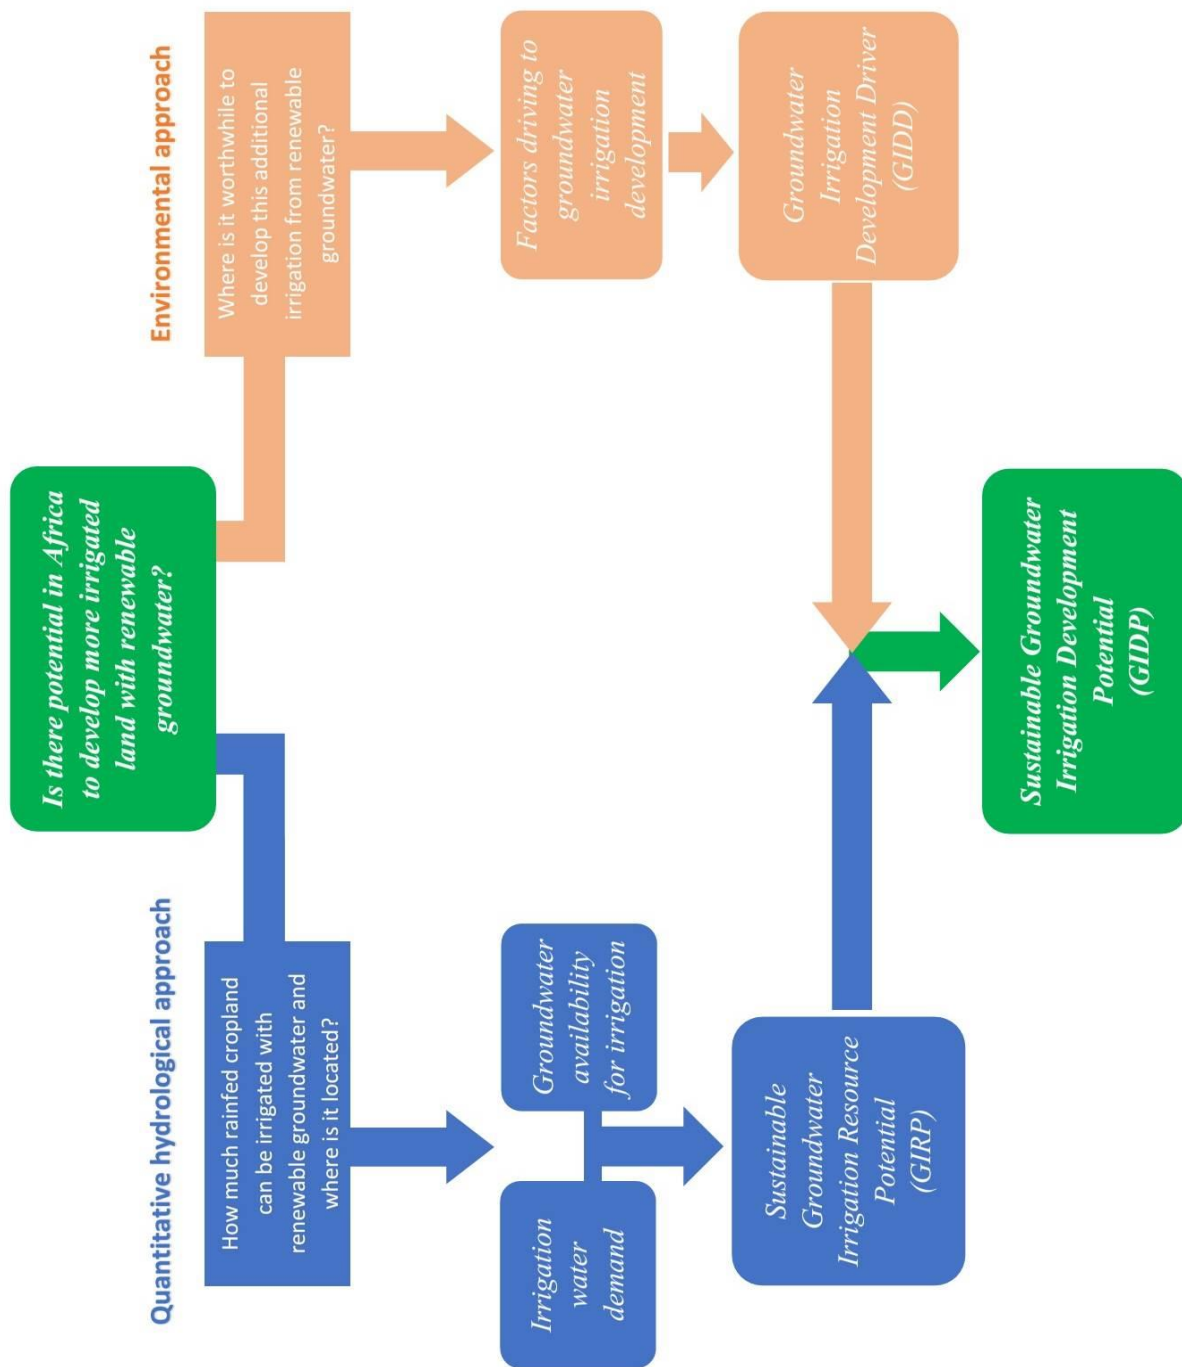 Is there potential in Africa
to develop more irrigated
land with renewable
groundwater?
Quantitative hydrological approach
Environmental approach
How much rainfed cropland
can be irrigated with
renewable groundwater and
where is it located?
Where is it worthwhile to
develop this additional
irrigation from renewable
groundwater?
Irrigation
water
demand
Groundwater
availability
for irrigation
Factors driving to
groundwater
irrigation
development
Sustainable
Groundwater
Irrigation Resource
Potential
(GIRP)
Groundwater
Irrigation
Development Driver
(GIDD)
Sustainable Groundwater
Irrigation Development
Potential
(GIDP)